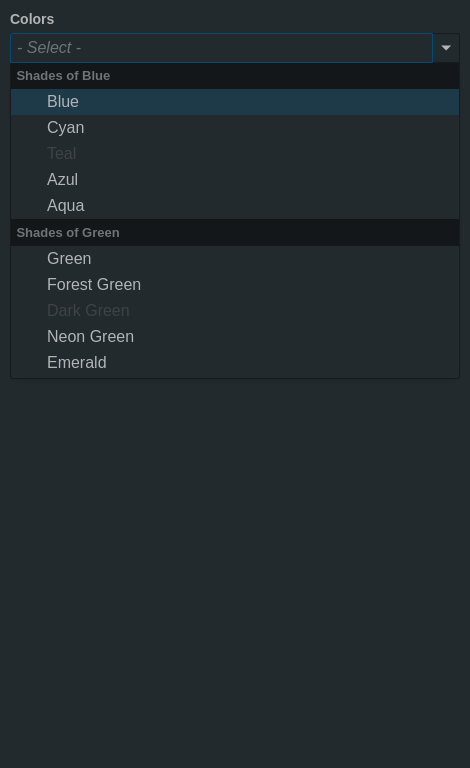 Colors
- Select -
Shades of Blue
Blue
Cyan
Teal
Azul
Aqua
Shades of Green
Green
Forest Green
Dark Green
Neon Green
Emerald